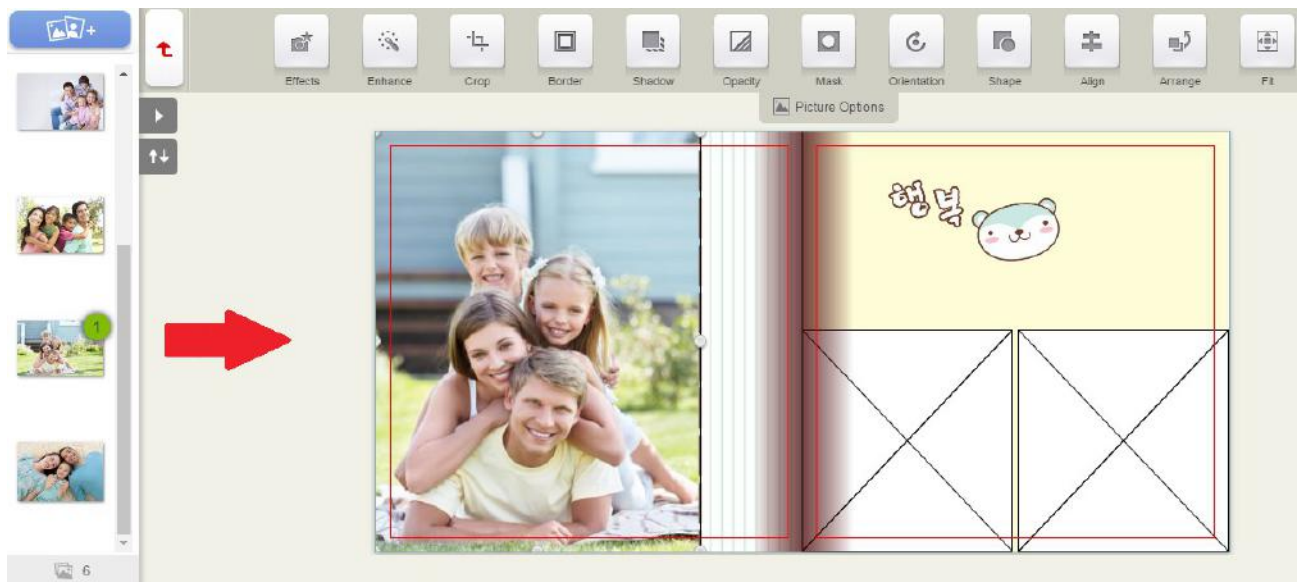 Effects Enhance Crop Border Shadow Opacity Mask Orientation Shape Align Arrange Fit
Picture Options
행복
1
6